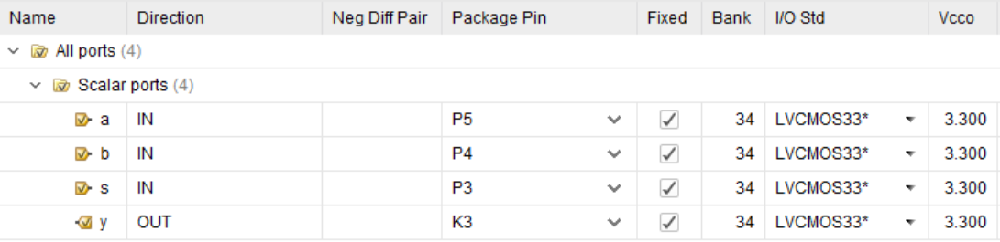 Name Direction Neg Diff Pair Package Pin Fixed Bank I/O Std Vcco
All ports (4)
Scalar ports (4)
a IN P5 34 LVCMOS33* 3.300
b IN P4 34 LVCMOS33* 3.300
s IN P3 34 LVCMOS33* 3.300
y OUT K3 34 LVCMOS33* 3.300